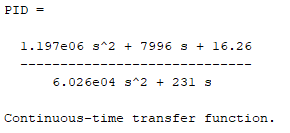 PID =
1.197e06 s^2 + 7996 s + 16.26
-----------------------------
6.026e04 s^2 + 231 s
Continuous-time transfer function.